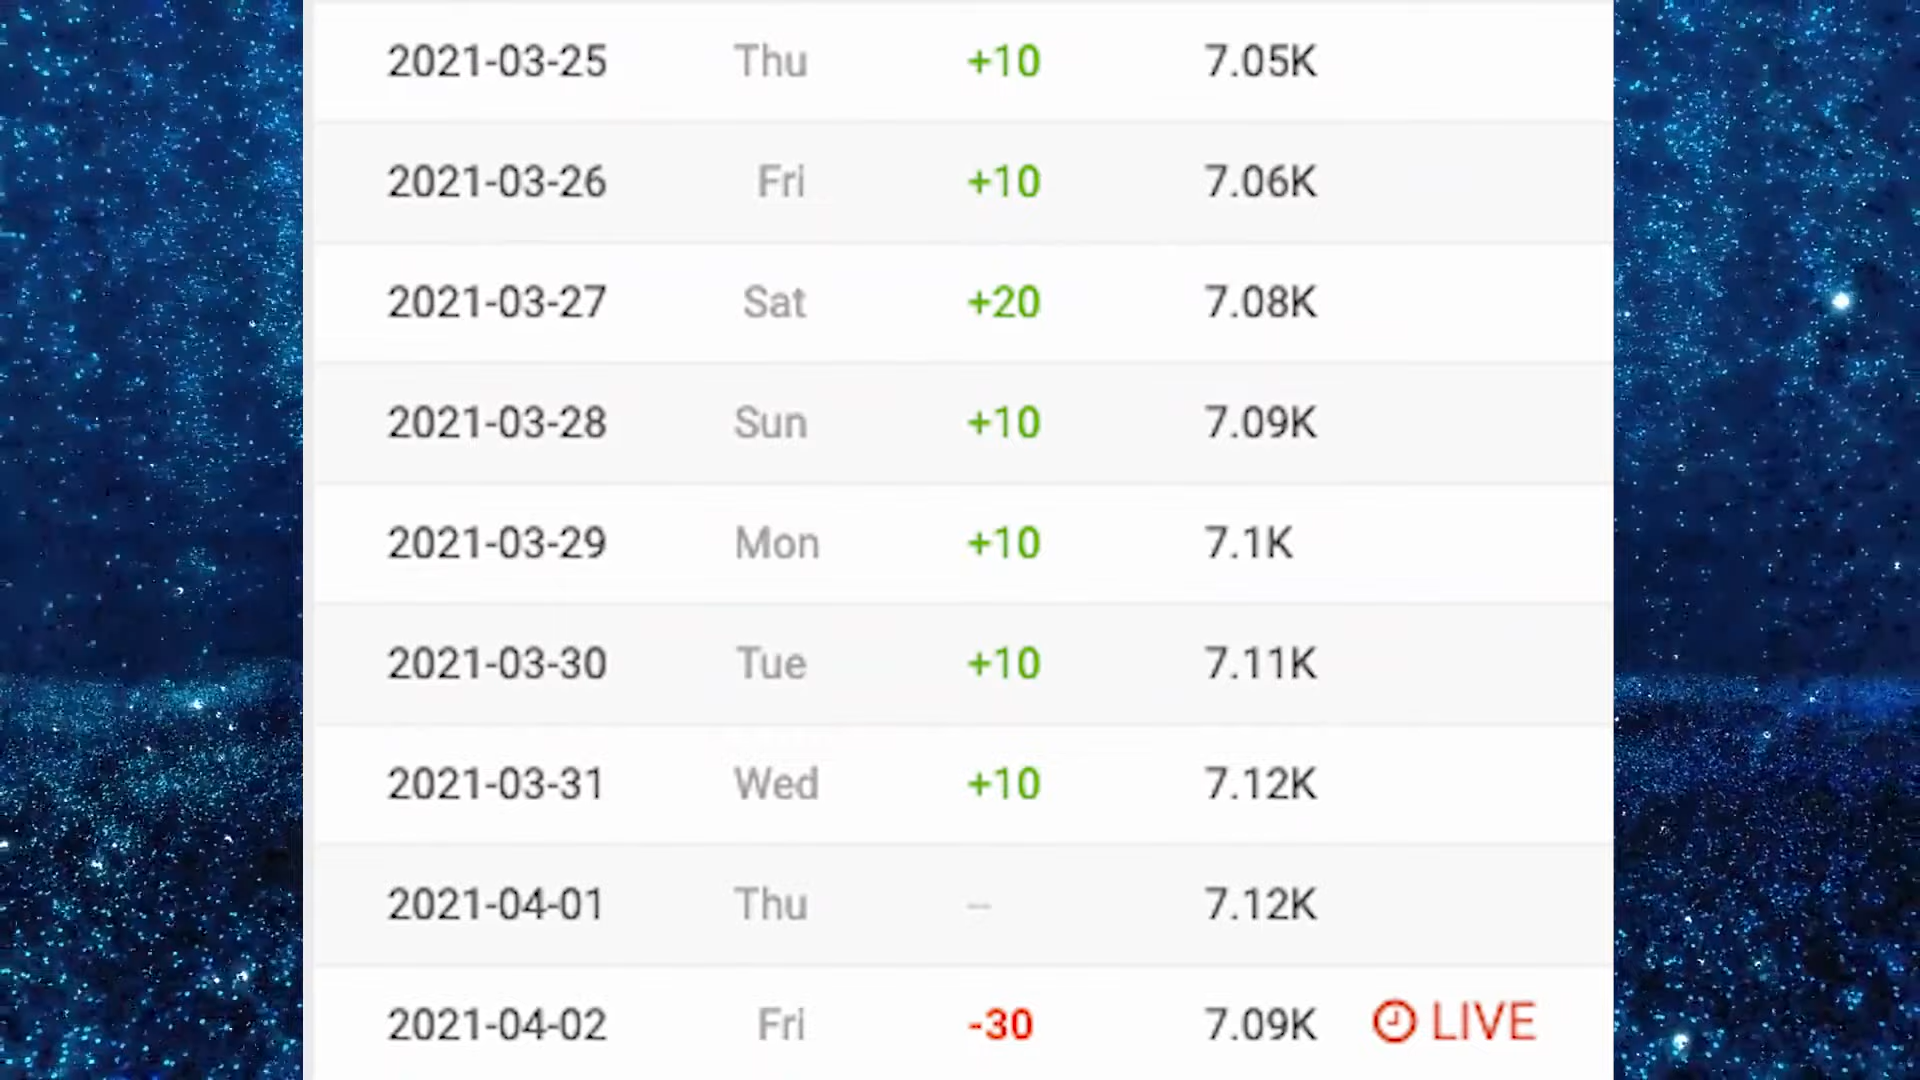 2021-03-25 Thu +10 7.05K
2021-03-26 Fri +10 7.06K
2021-03-27 Sat +20 7.08K
2021-03-28 Sun +10 7.09K
2021-03-29 Mon +10 7.1K
2021-03-30 Tue +10 7.11K
2021-03-31 Wed +10 7.12K
2021-04-01 Thu -- 7.12K
2021-04-02 Fri -30 7.09K LIVE